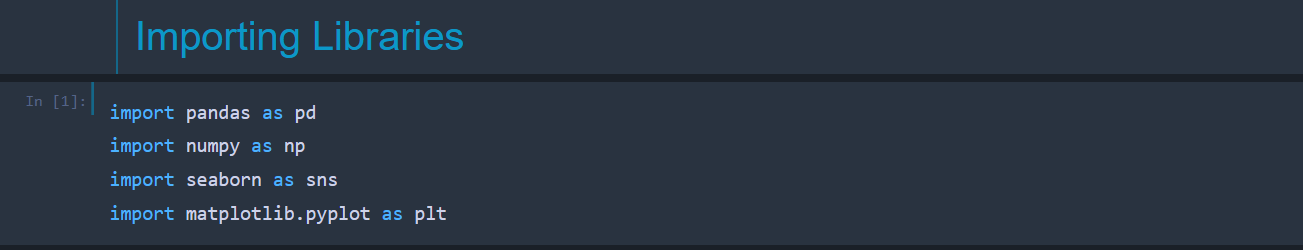 Importing Libraries
In [1]:
import pandas as pd
import numpy as np
import seaborn as sns
import matplotlib.pyplot as plt